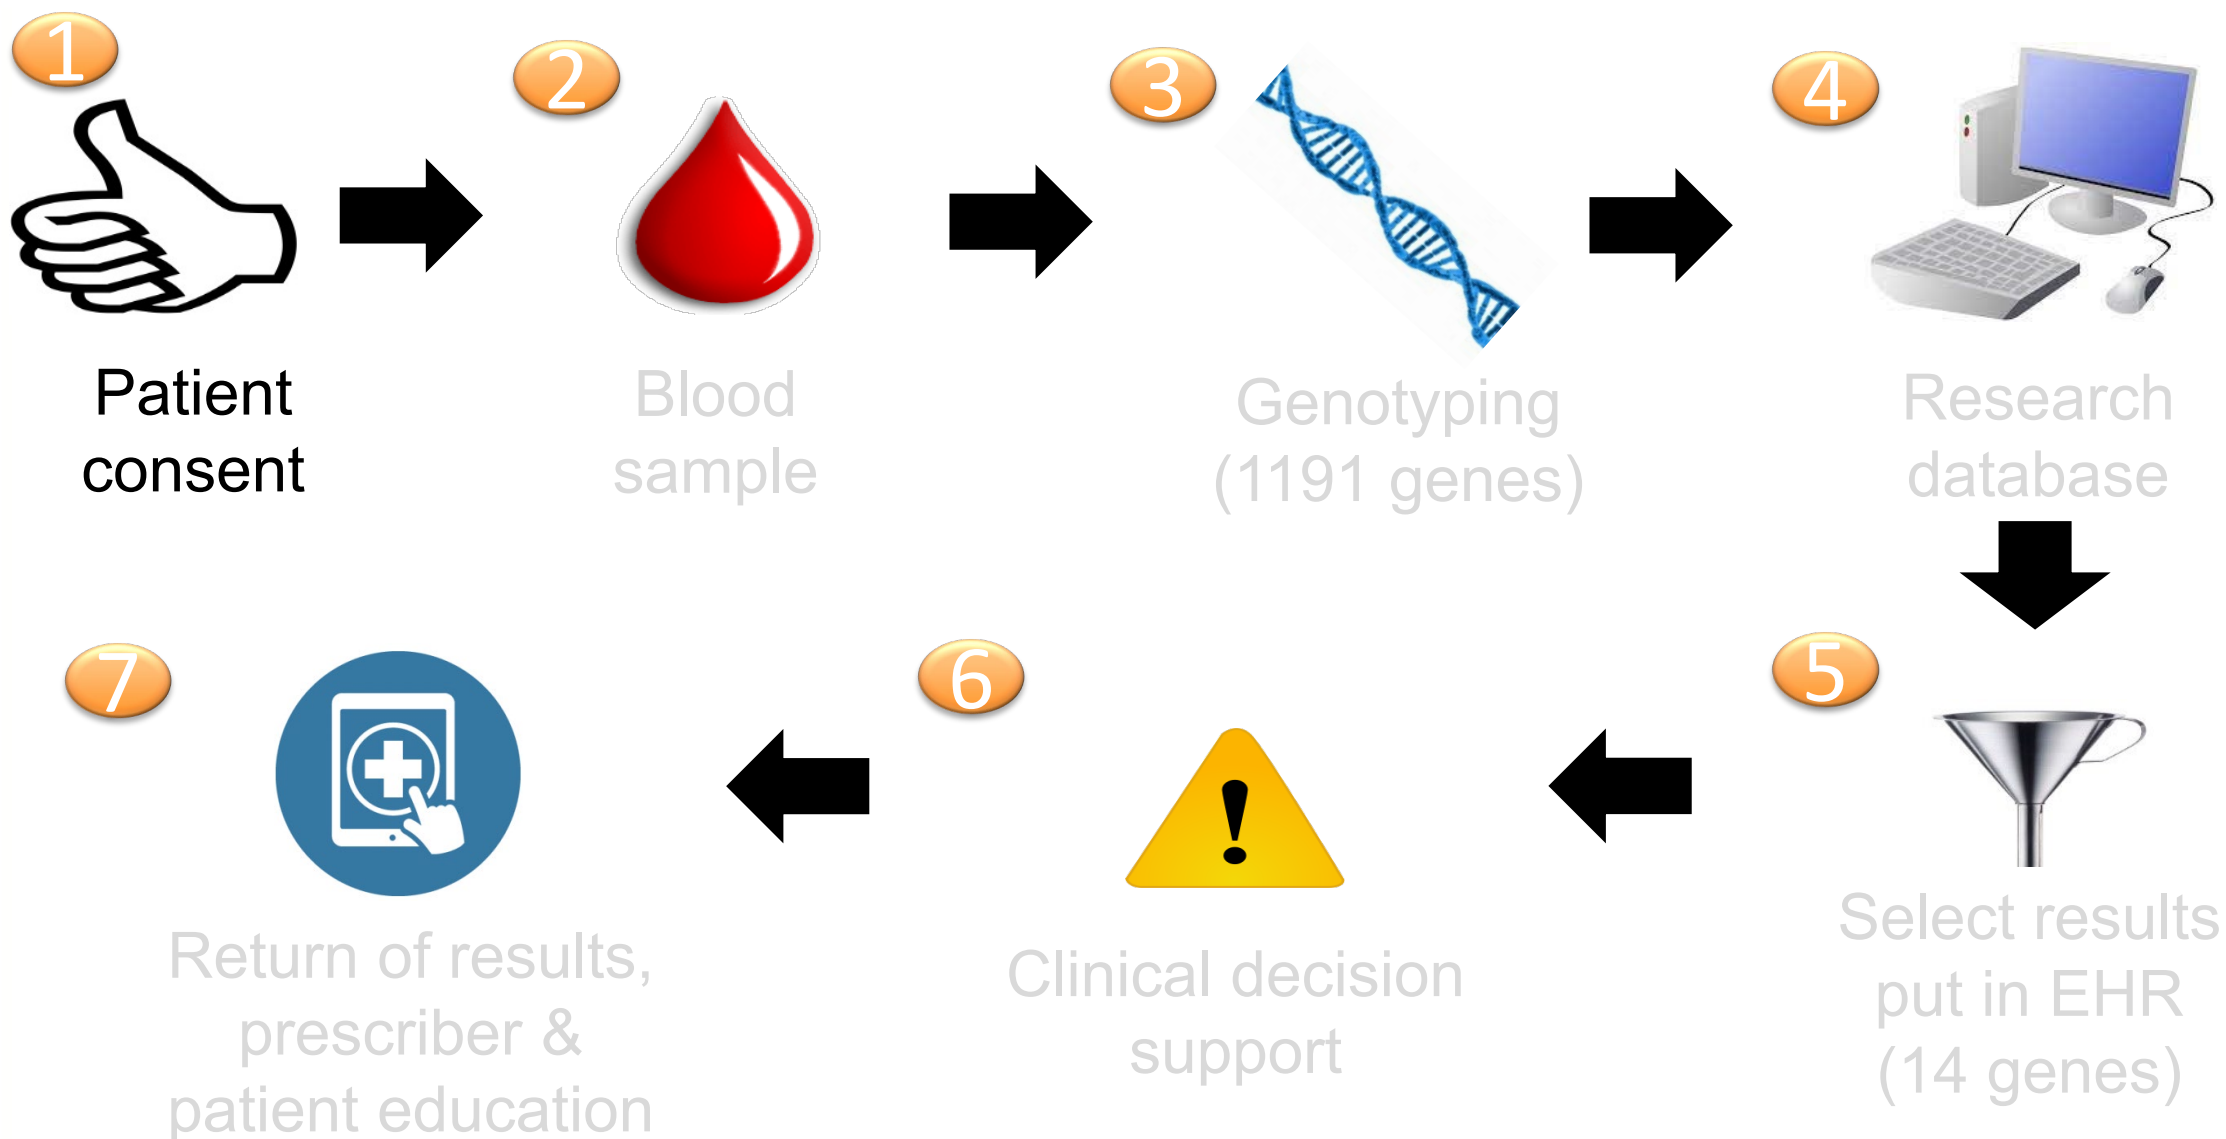 1
Patient
consent
2
Blood
sample
3
Genotyping
(1191 genes)
4
Research
database
5
Select results
put in EHR
(14 genes)
6
!
Clinical decision
support
7
Return of results,
prescriber &
patient education